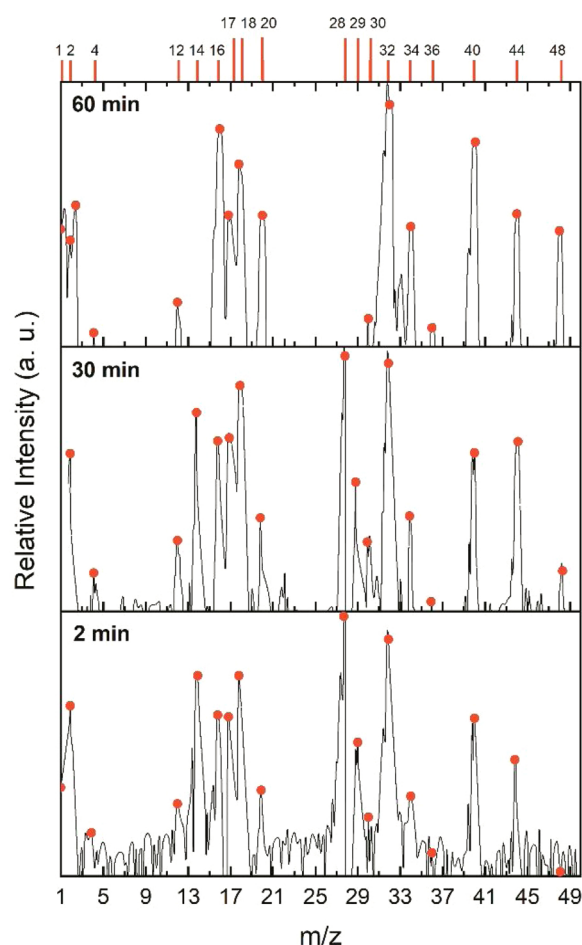 17 18 20 28 29 30
1 2 4 12 14 16 32 34 36 40 44 48
60 min
30 min
2 min
Relative Intensity (a. u.)
1 5 9 13 17 21 25 29 33 37 41 45 49
m/z